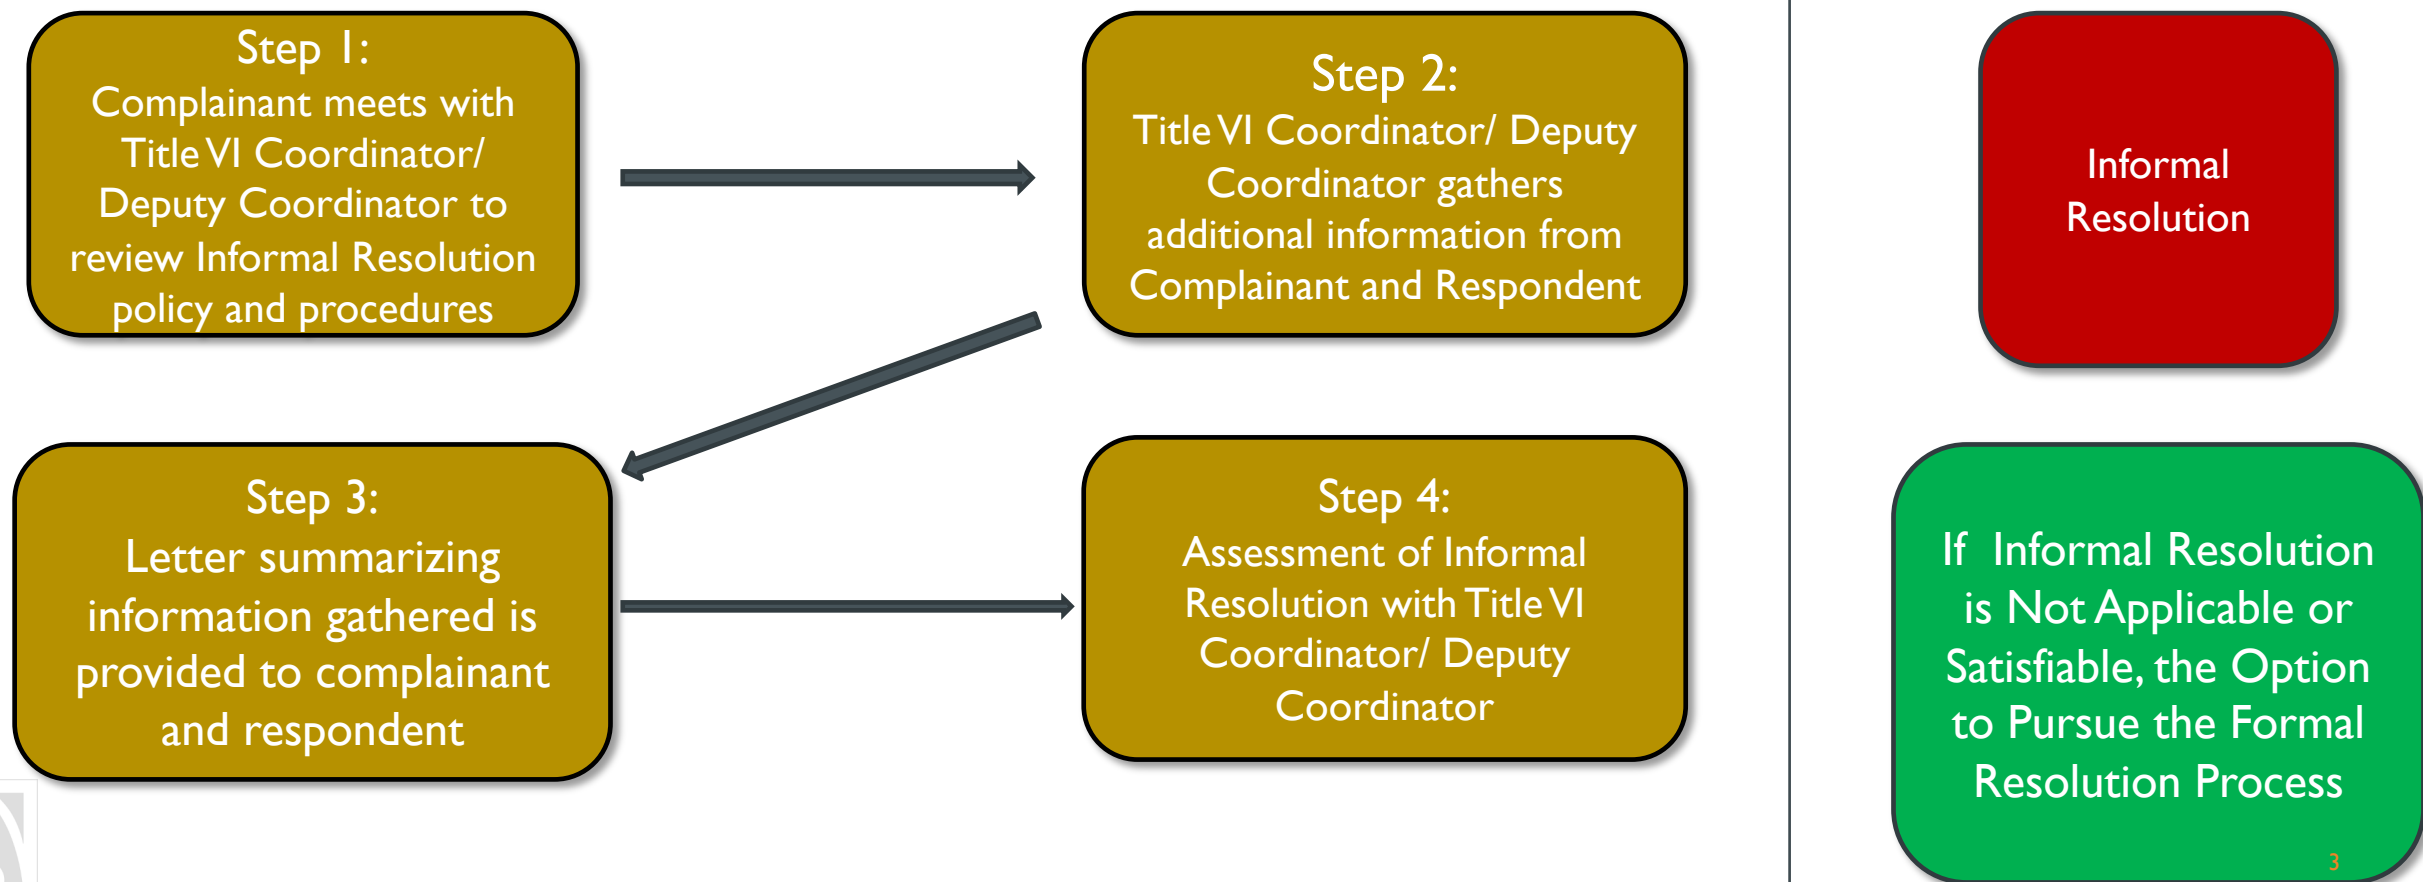 Step 1:
Complainant meets with
Title VI Coordinator/
Deputy Coordinator to
review Informal Resolution
policy and procedures
Step 2:
Title VI Coordinator/ Deputy
Coordinator gathers
additional information from
Complainant and Respondent
Step 3:
Letter summarizing
information gathered is
provided to complainant
and respondent
Step 4:
Assessment of Informal
Resolution with Title VI
Coordinator/ Deputy
Coordinator
Informal
Resolution
If  Informal Resolution
is Not Applicable or
Satisfiable, the Option
to Pursue the Formal
Resolution Process
3